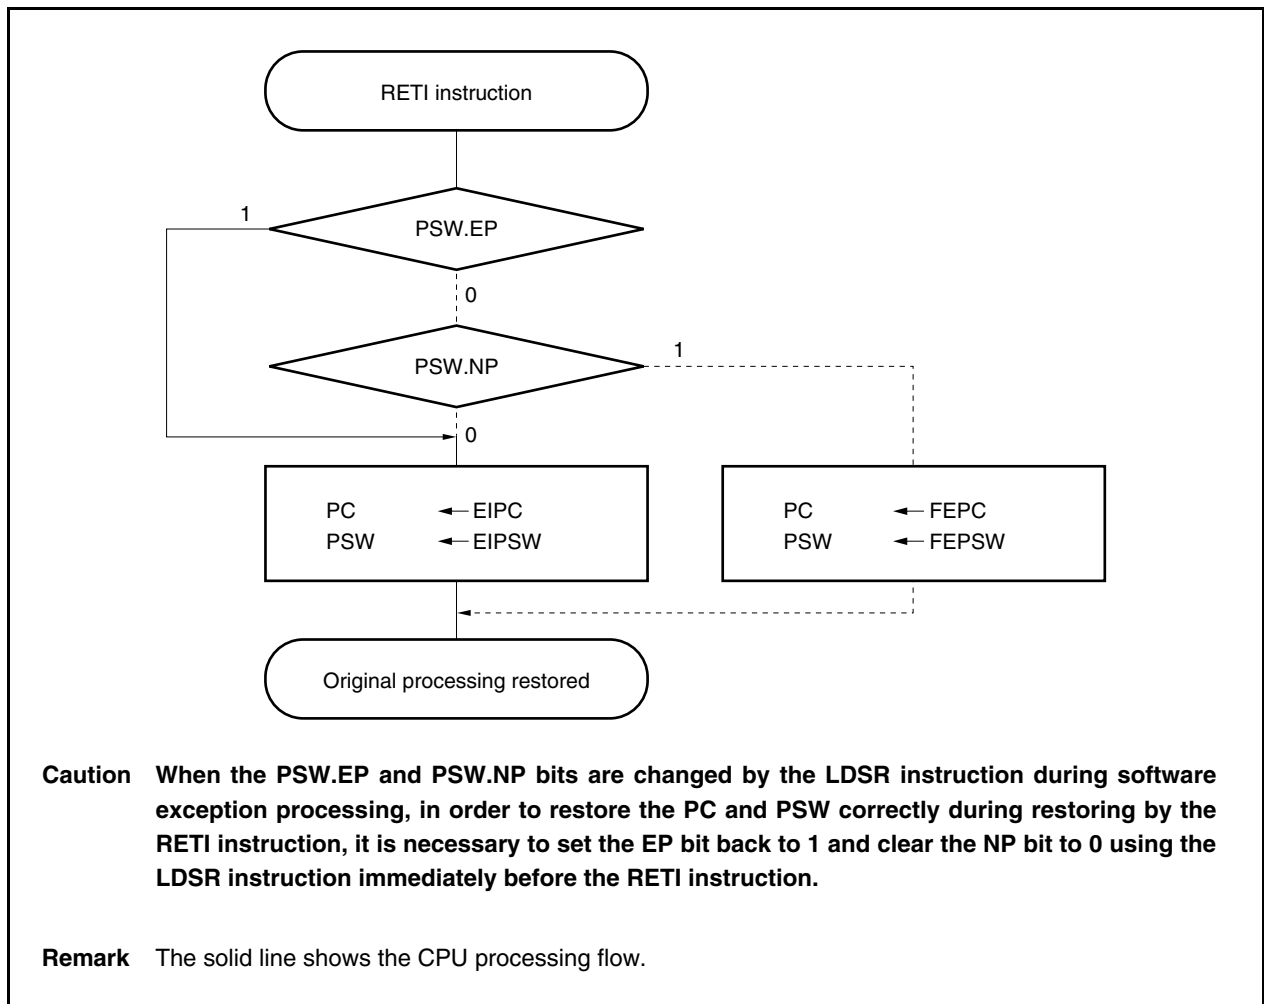 RETI instruction
1
PSW.EP
0
1
PSW.NP
0
PC ← EIPC
PSW ← EIPSW
PC ← FEPC
PSW ← FEPSW
Original processing restored
Caution When the PSW.EP and PSW.NP bits are changed by the LDSR instruction during software
exception processing, in order to restore the PC and PSW correctly during restoring by the
RETI instruction, it is necessary to set the EP bit back to 1 and clear the NP bit to 0 using the
LDSR instruction immediately before the RETI instruction.
Remark The solid line shows the CPU processing flow.